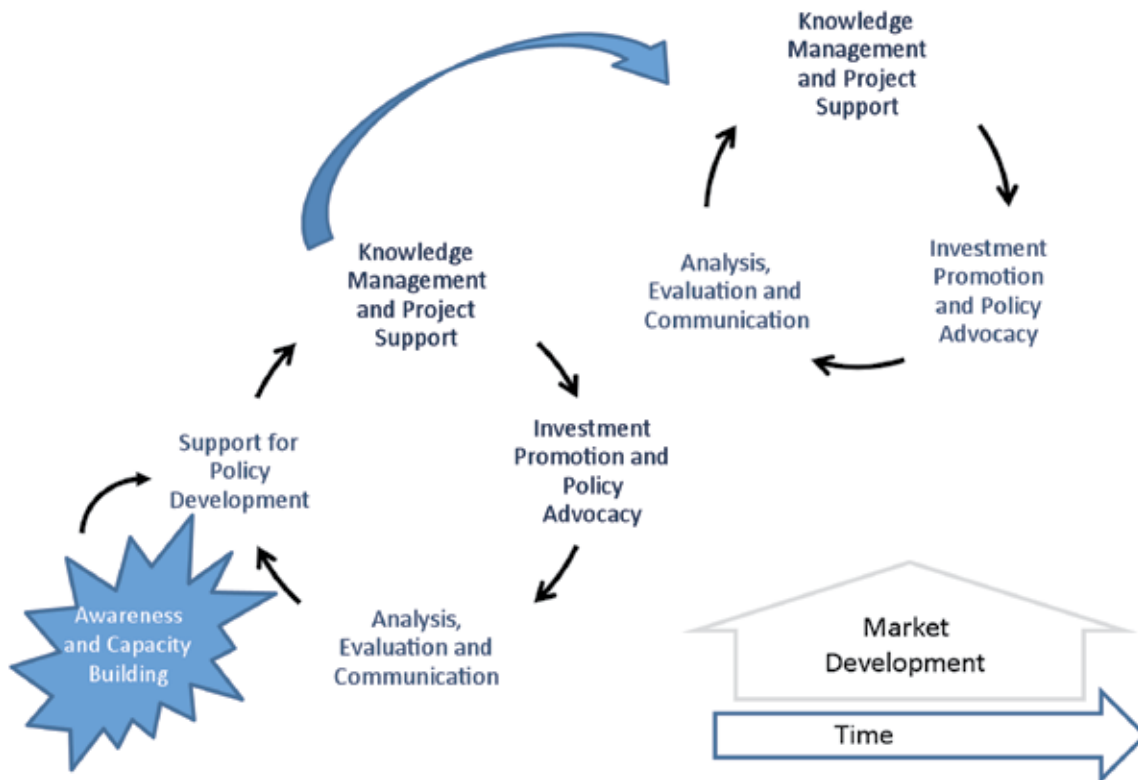 Knowledge
Management
and Project
Support
Knowledge
Management
and Project
Support
Analysis,
Evaluation and
Communication
Investment
Promotion
and Policy
Advocacy
Support for
Policy
Development
Investment
Promotion and
Policy
Advocacy
Awareness
and Capacity
Building
Analysis,
Evaluation and
Communication
Market
Development
Time